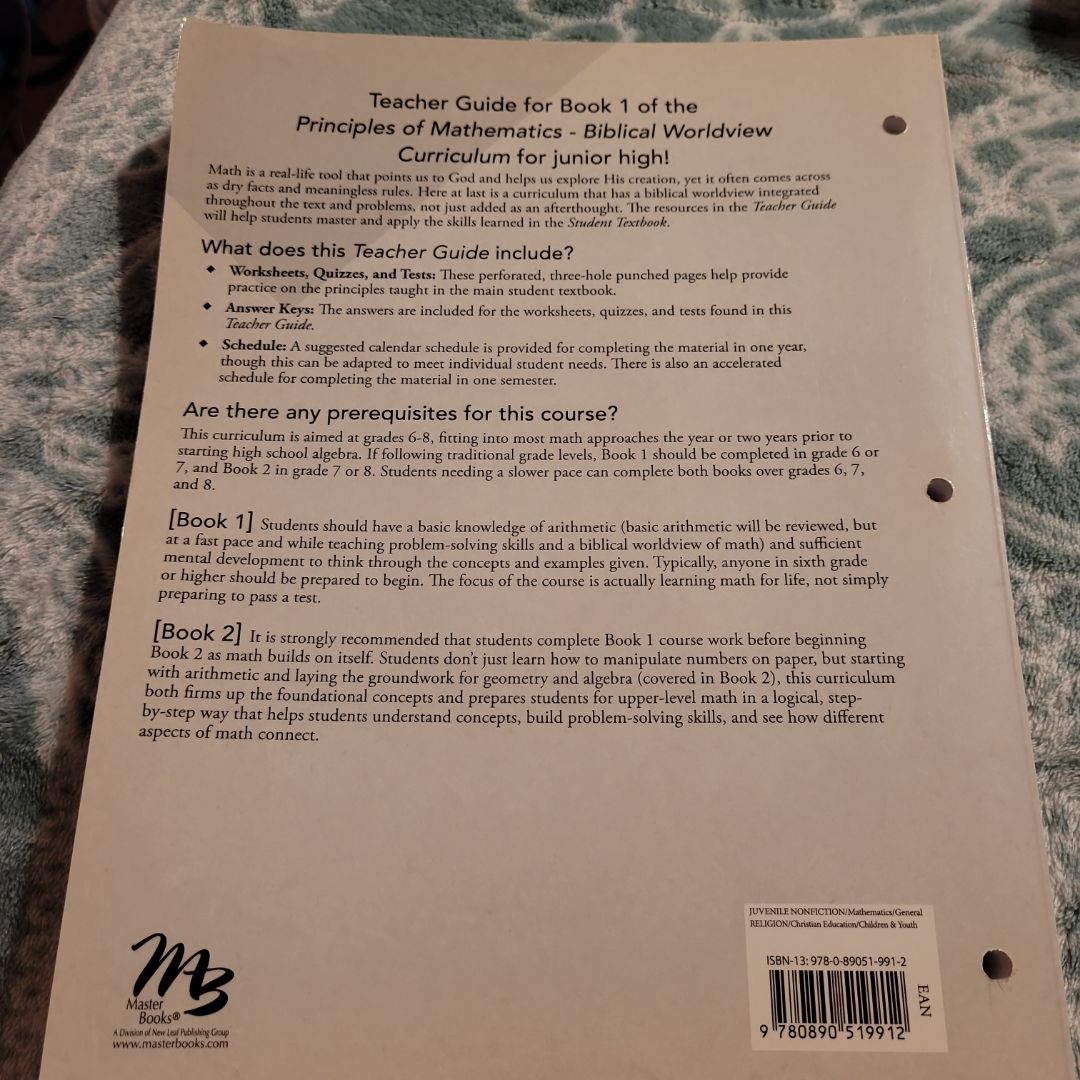 Teacher Guide for Book 1 of the
Principles of Mathematics - Biblical Worldview
Curriculum for junior high!
Math is a real-life tool that points us to God and helps us explore His creation, yet it often comes across
as dry facts and meaningless rules. Here at last is a curriculum that has a biblical worldview integrated
throughout the text and problems, not just added as an afterthought. The resources in the Teacher Guide
will help students master and apply the skills learned in the Student Textbook.
What does this Teacher Guide include?
◆ Worksheets, Quizzes, and Tests: These perforated, three-hole punched pages help provide
practice on the principles taught in the main student textbook.
◆ Answer Keys: The answers are included for the worksheets, quizzes, and tests found in this
Teacher Guide.
◆ Schedule: A suggested calendar schedule is provided for completing the material in one year,
though this can be adapted to meet individual student needs. There is also an accelerated
schedule for completing the material in one semester.
Are there any prerequisites for this course?
This curriculum is aimed at grades 6-8, fitting into most math approaches the year or two years prior to
starting high school algebra. If following traditional grade levels, Book 1 should be completed in grade 6 or
7, and Book 2 in grade 7 or 8. Students needing a slower pace can complete both books over grades 6, 7,
and 8.
[Book 1] Students should have a basic knowledge of arithmetic (basic arithmetic will be reviewed, but
at a fast pace and while teaching problem-solving skills and a biblical worldview of math) and sufficient
mental development to think through the concepts and examples given. Typically, anyone in sixth grade
or higher should be prepared to begin. The focus of the course is actually learning math for life, not simply
preparing to pass a test.
[Book 2] It is strongly recommended that students complete Book 1 course work before beginning
Book 2 as math builds on itself. Students don't just learn how to manipulate numbers on paper, but starting
with arithmetic and laying the groundwork for geometry and algebra (covered in Book 2), this curriculum
both firms up the foundational concepts and prepares students for upper-level math in a logical, step-
by-step way that helps students understand concepts, build problem-solving skills, and see how different
aspects of math connect.
MB
Master
Books®
A Division of New Leaf Publishing Group
www.masterbooks.com
JUVENILE NONFICTION/Mathematics/General
RELIGION/Christian Education/Children & Youth
ISBN-13: 978-0-89051-991-2
EAN
9 780890 519912